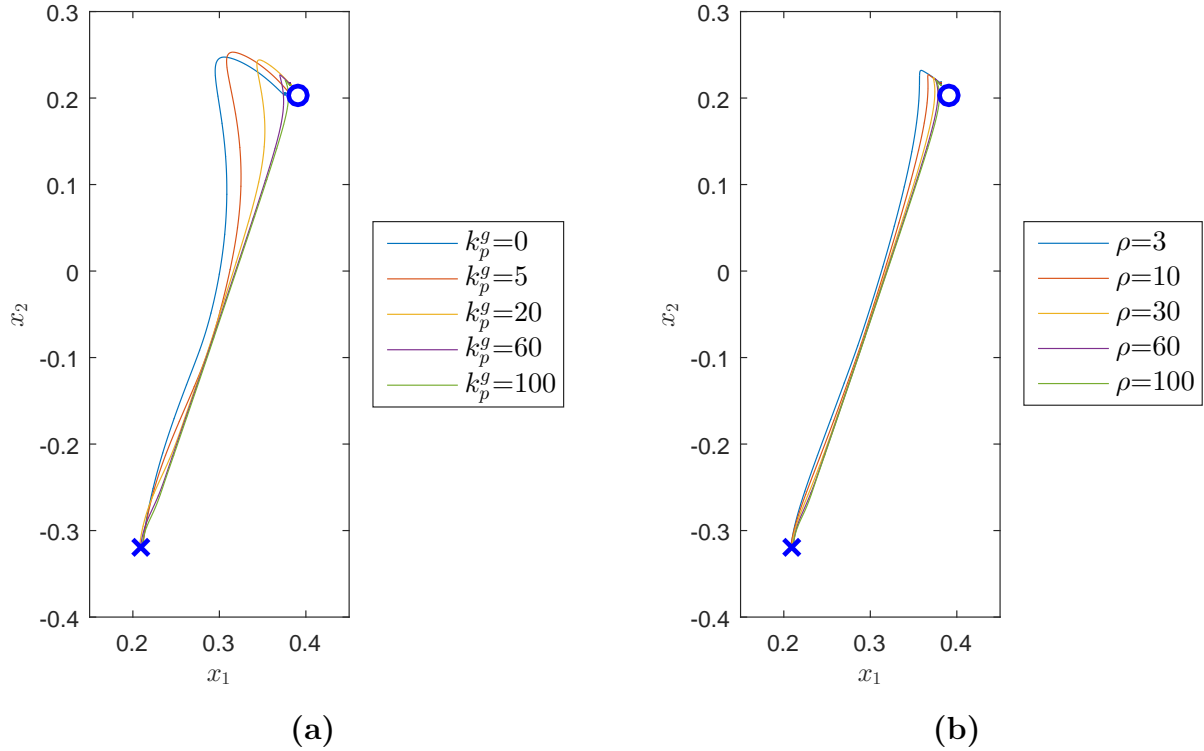 0.3
0.2
0.1
0
-0.1
-0.2
-0.3
-0.4
x₂
0.2 0.3 0.4
x₁
k_p^g=0
k_p^g=5
k_p^g=20
k_p^g=60
k_p^g=100
(a)
0.3
0.2
0.1
0
-0.1
-0.2
-0.3
-0.4
x₂
0.2 0.3 0.4
x₁
ρ=3
ρ=10
ρ=30
ρ=60
ρ=100
(b)